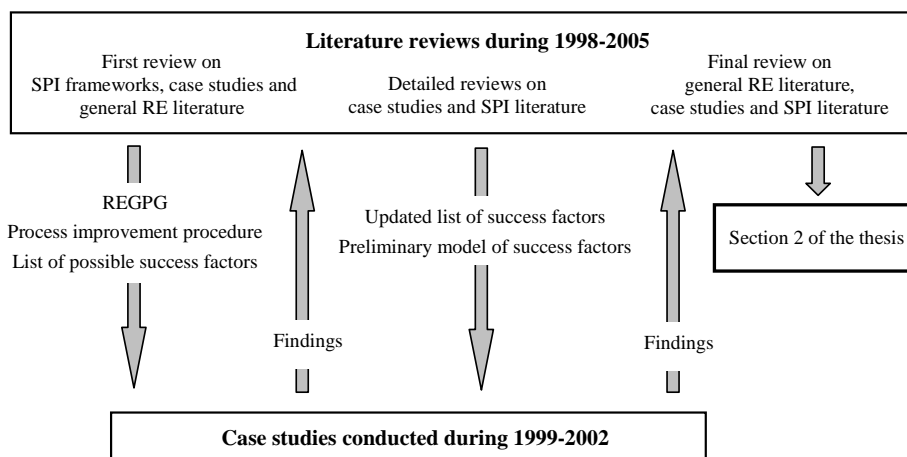 Literature reviews during 1998-2005
First review on
SPI frameworks, case studies and
general RE literature
Detailed reviews on
case studies and SPI literature
Final review on
general RE literature,
case studies and SPI literature
REGPG
Process improvement procedure
List of possible success factors
Findings
Updated list of success factors
Preliminary model of success factors
Findings
Section 2 of the thesis
Case studies conducted during 1999-2002